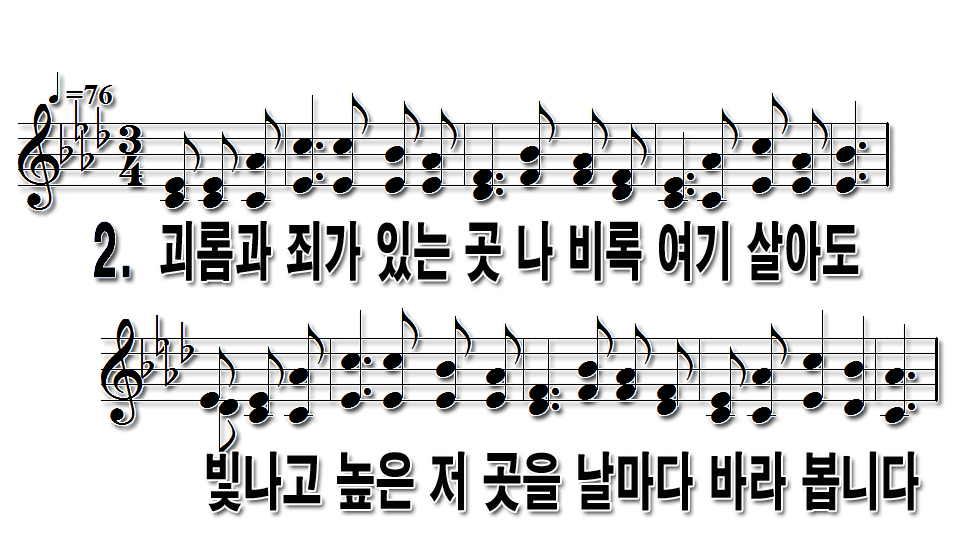 ♩=76
3/4
2. 괴롬과 죄가 있는 곳 나 비록 여기 살아도
빛나고 높은 저 곳을 날마다 바라 봅니다